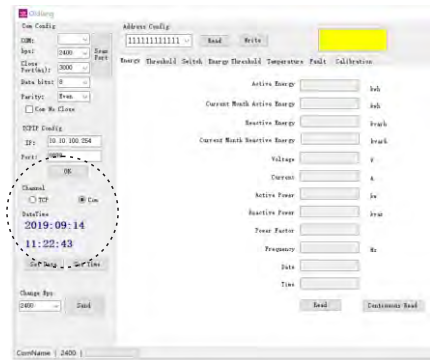 Com Config
COM:
bps: 2400
Scan Port
Close Port(ms): 3000
Data bits: 8
Parity: Even
Com No Close
TCPIP Config
IP: 10.10.100.254
Port:
OK
Channel
TCP Com
DateTime
2019:09:14
11:22:43
Change Bps
2400 Send
ComName 2400
Address Config
111111111111 Read Write
Energy Threshold Switch Energy Threshold Temperature Fault Calibration
Active Energy kwh
Current Month Active Energy kwh
Reactive Energy kvarh
Current Month Reactive Energy kvarh
Voltage V
Current A
Active Power kw
Reactive Power kvar
Power Factor
Frequency Hz
Date
Time
Read Continuous Read